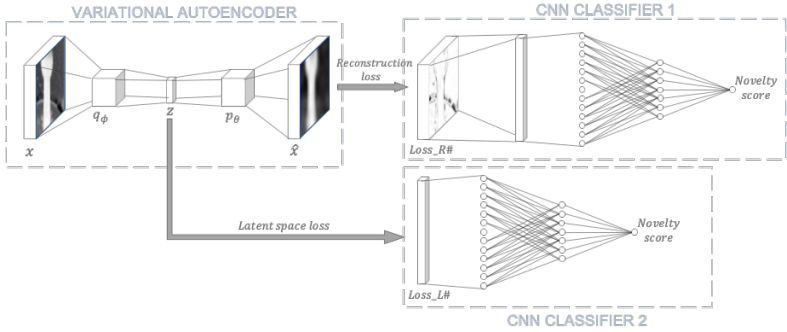 VARIATIONAL AUTOENCODER
CNN CLASSIFIER 1
Reconstruction
loss
Novelty
score
qϕ
z
pθ
x
x̂
Loss_R#
Latent space loss
Novelty
score
Loss_L#
CNN CLASSIFIER 2